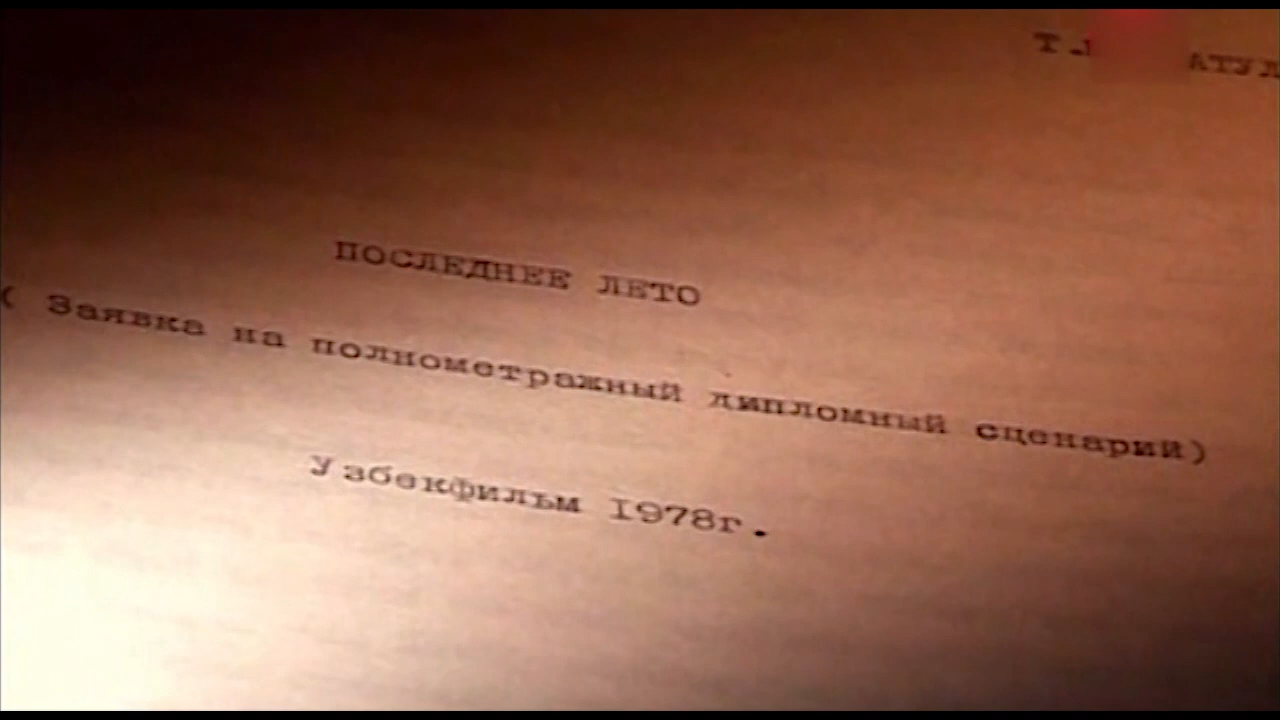 ПОСЛЕДНЕЕ ЛЕТО
( Заявка на полнометражный дипломный сценарий)
Узбекфильм 1978г.